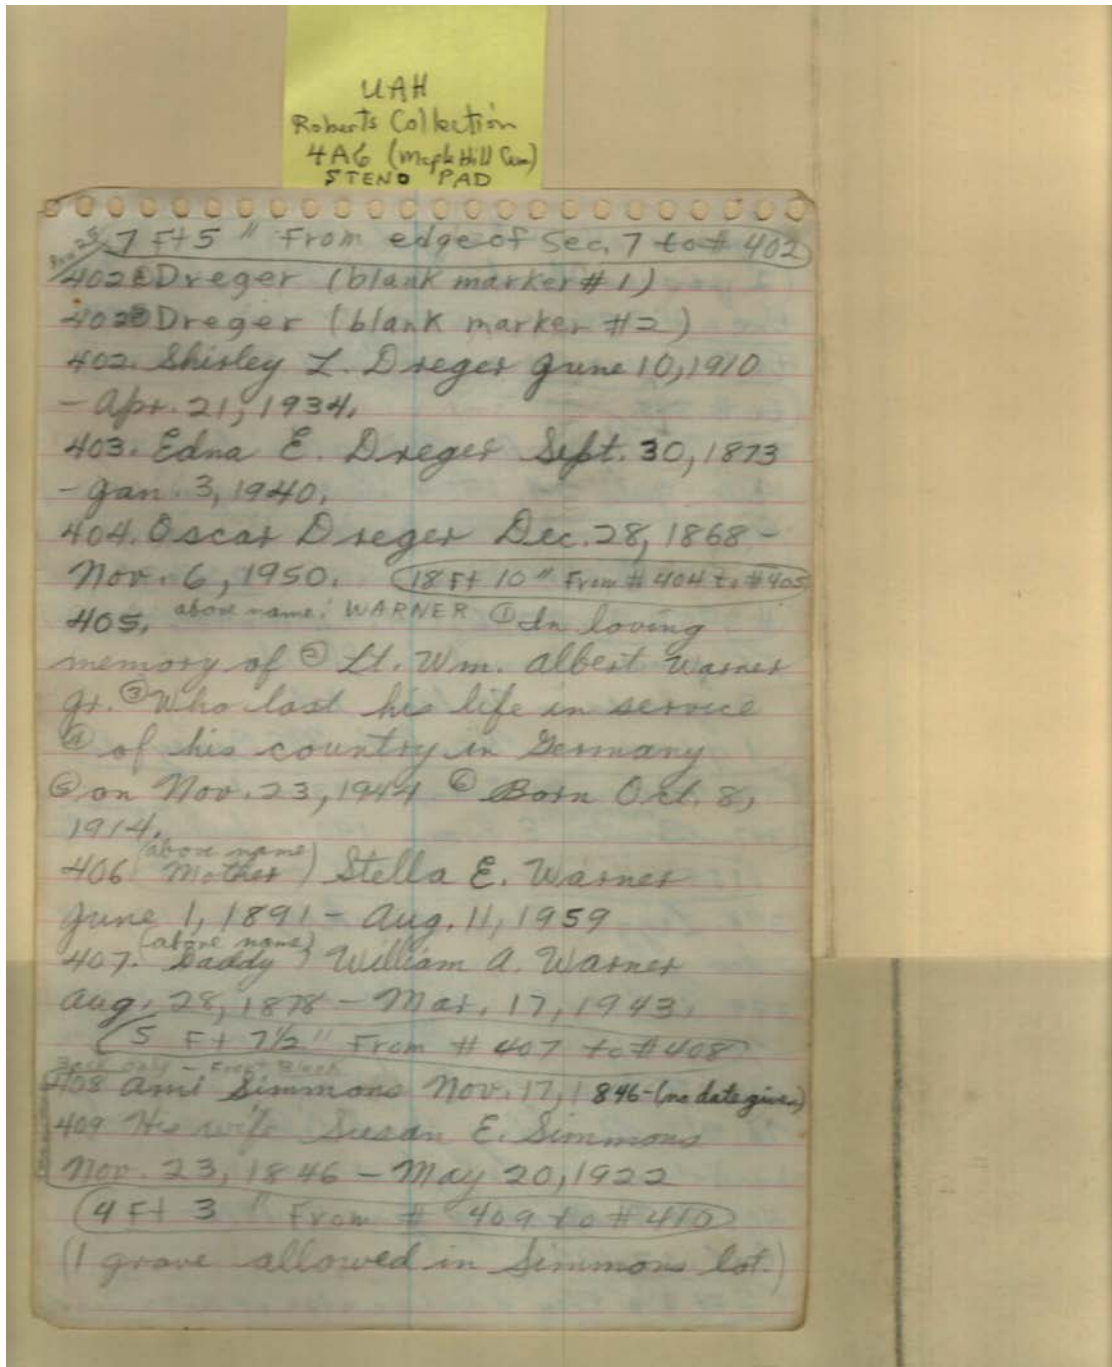 UAH
Roberts Collection
4A6 (Maple Hill Cem)
STENO PAD
7 Ft 5 " From edge of Sec. 7 to # 402
402 Dreger (blank marker # 1)
402 Dreger (blank marker #2)
402. Shirley L. Dreger June 10, 1910
- Apr. 21, 1934.
403. Edna E. Dreger Sept. 30, 1873
- Jan. 3, 1940.
404. Oscar Dreger Dec. 28, 1868 -
Nov. 6, 1950. 18 Ft 10 " From # 404 to #405
405. above name: WARNER ① In loving
memory of ② Lt. Wm. Albert Warner
Jr. ③ Who lost his life in service
④ of his country in Germany
⑤ on Nov. 23, 1944 ⑥ Born Oct. 8,
1914.
(above name)
406 Mother) Stella E. Warner
June 1, 1891 - Aug. 11, 1959
(above name)
407. Daddy) William A. Warner
Aug. 28, 1878 - Mar. 17, 1943.
5 Ft 7½" From # 407 to # 408
only - Block
408 Ami Simmons Nov. 17, 1846 - (no date given)
409 His wife Susan E. Simmons
Nov. 23, 1846 - May 20, 1922
4 Ft 3 " From # 409 to # 410
(1 grave allowed in Simmons lot.)